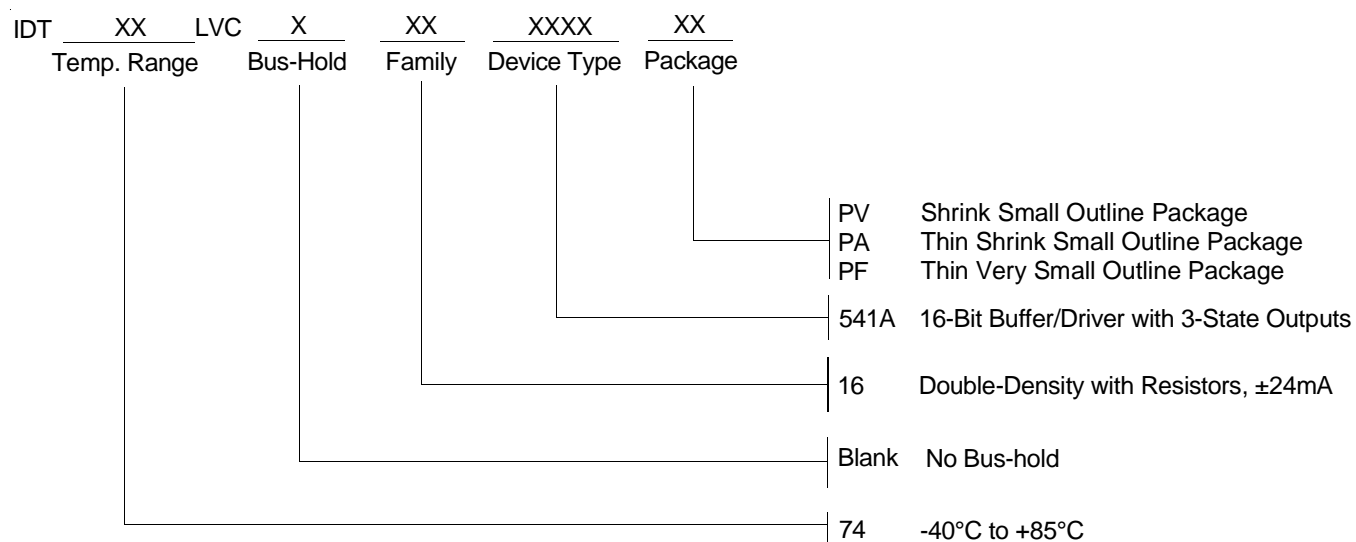 IDT XX LVC X XX XXXX XX
Temp. Range Bus-Hold Family Device Type Package
PV Shrink Small Outline Package
PA Thin Shrink Small Outline Package
PF Thin Very Small Outline Package
541A 16-Bit Buffer/Driver with 3-State Outputs
16 Double-Density with Resistors, ±24mA
Blank No Bus-hold
74 -40°C to +85°C